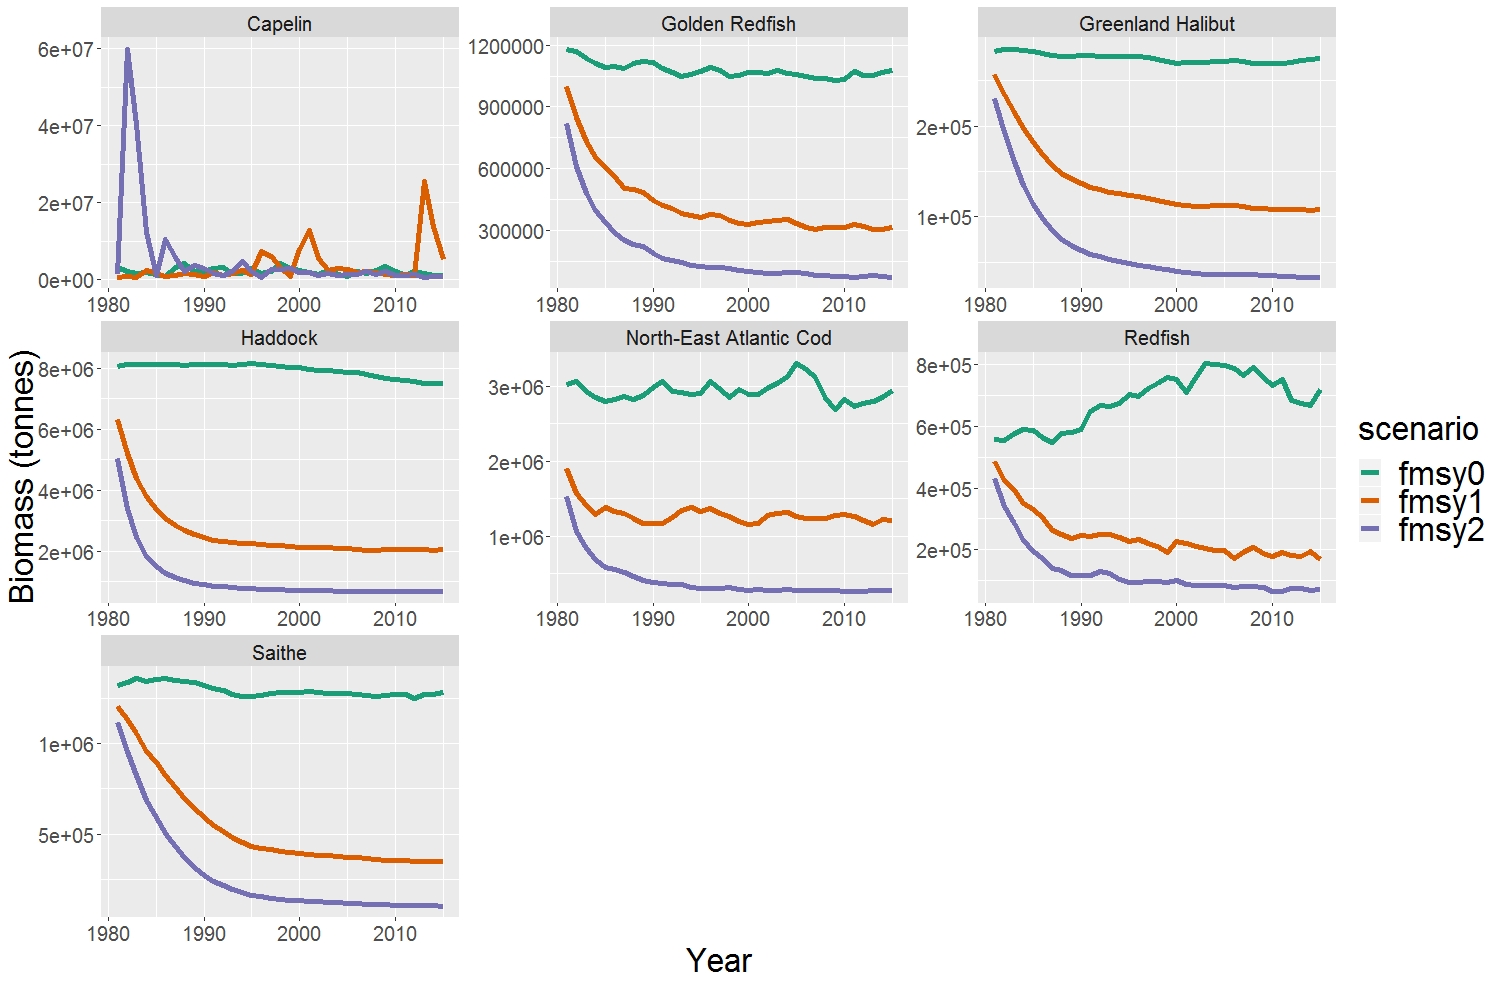 Capelin
Golden Redfish
Greenland Halibut
6e+07
4e+07
2e+07
0e+00
1980 1990 2000 2010
1200000
900000
600000
300000
1980 1990 2000 2010
2e+05
1e+05
1980 1990 2000 2010
Haddock
North-East Atlantic Cod
Redfish
8e+06
6e+06
4e+06
2e+06
1980 1990 2000 2010
3e+06
2e+06
1e+06
1980 1990 2000 2010
8e+05
6e+05
4e+05
2e+05
1980 1990 2000 2010
Saithe
1e+06
5e+05
1980 1990 2000 2010
Biomass (tonnes)
Year
scenario
fmsy0
fmsy1
fmsy2